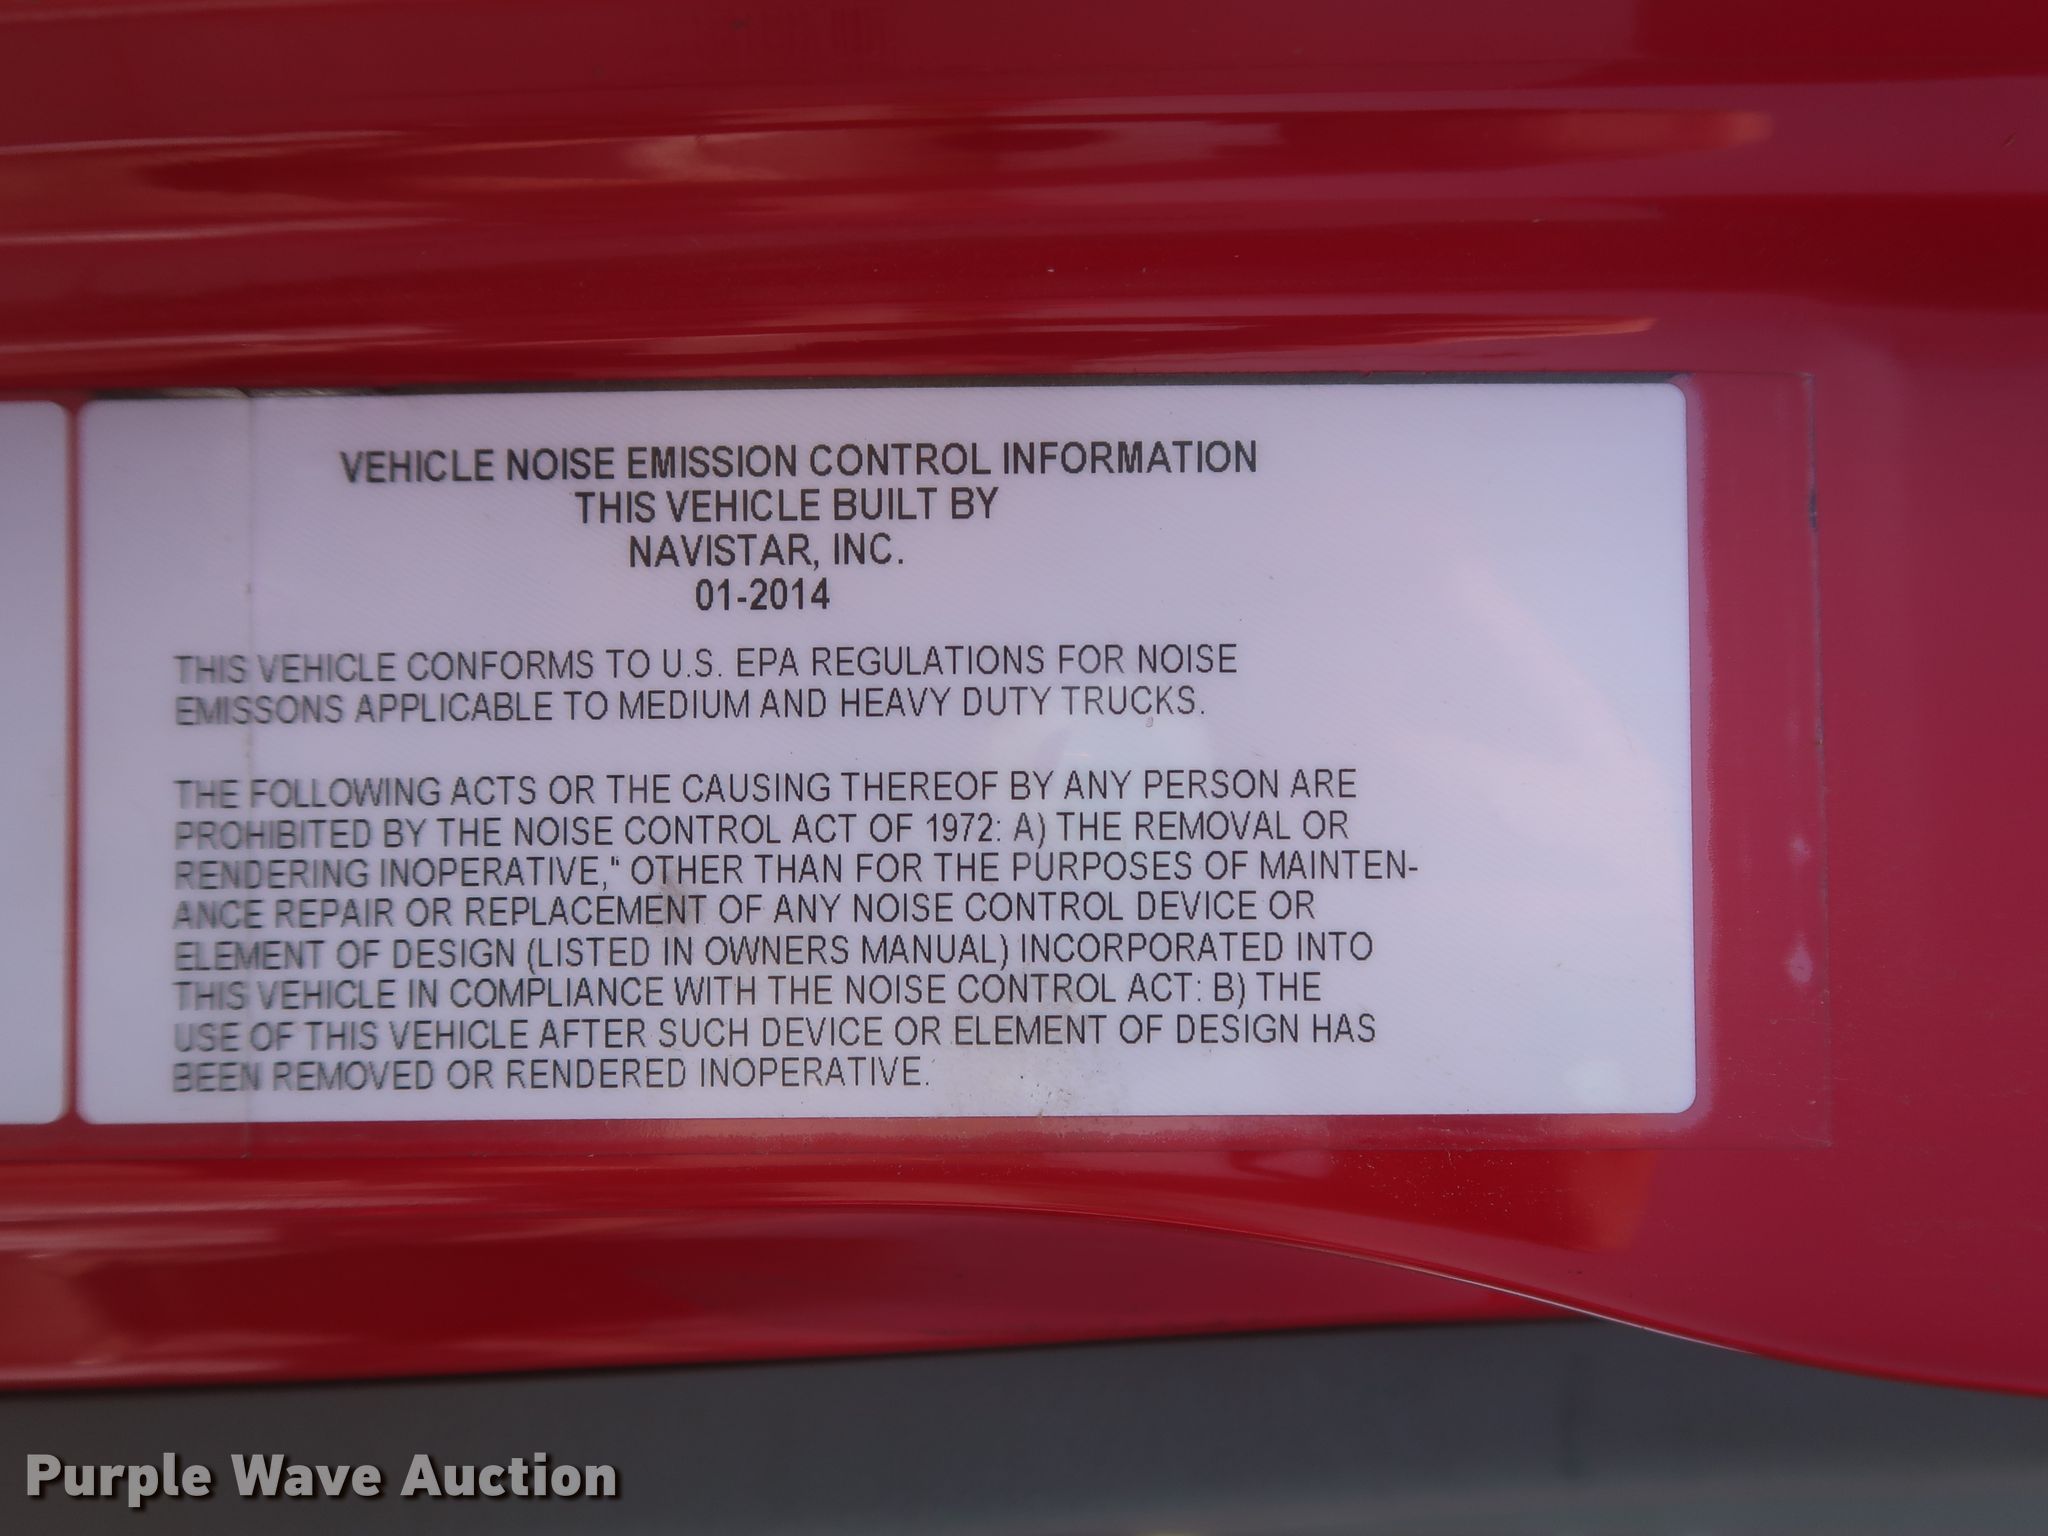 VEHICLE NOISE EMISSION CONTROL INFORMATION
THIS VEHICLE BUILT BY
NAVISTAR, INC.
01-2014
THIS VEHICLE CONFORMS TO U.S. EPA REGULATIONS FOR NOISE
EMISSONS APPLICABLE TO MEDIUM AND HEAVY DUTY TRUCKS.
THE FOLLOWING ACTS OR THE CAUSING THEREOF BY ANY PERSON ARE
PROHIBITED BY THE NOISE CONTROL ACT OF 1972: A) THE REMOVAL OR
RENDERING INOPERATIVE," OTHER THAN FOR THE PURPOSES OF MAINTEN-
ANCE REPAIR OR REPLACEMENT OF ANY NOISE CONTROL DEVICE OR
ELEMENT OF DESIGN (LISTED IN OWNERS MANUAL) INCORPORATED INTO
THIS VEHICLE IN COMPLIANCE WITH THE NOISE CONTROL ACT: B) THE
USE OF THIS VEHICLE AFTER SUCH DEVICE OR ELEMENT OF DESIGN HAS
BEEN REMOVED OR RENDERED INOPERATIVE.
Purple Wave Auction